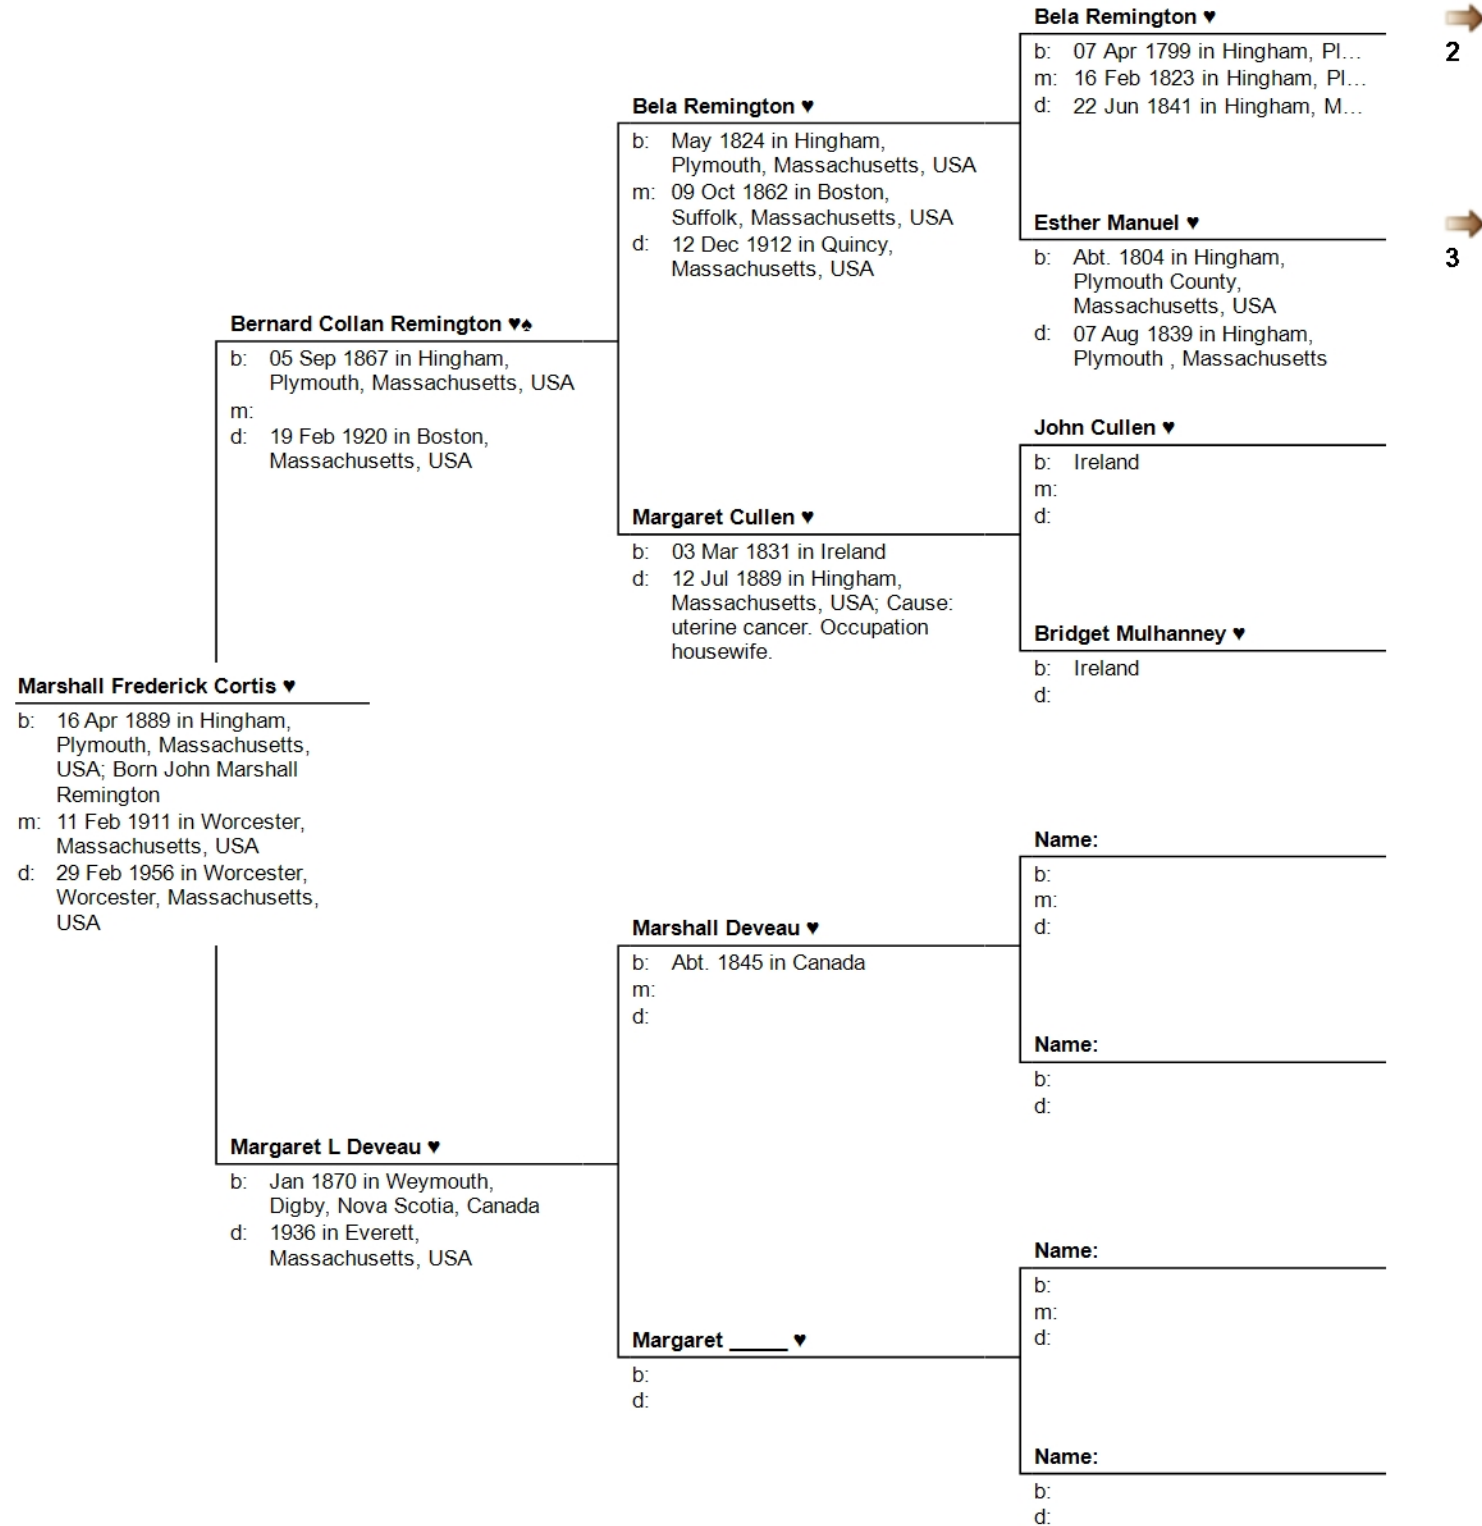 Bela Remington ♥
b: 07 Apr 1799 in Hingham, Pl...
m: 16 Feb 1823 in Hingham, Pl...
d: 22 Jun 1841 in Hingham, M...
2
Bela Remington ♥
b: May 1824 in Hingham,
Plymouth, Massachusetts, USA
m: 09 Oct 1862 in Boston,
Suffolk, Massachusetts, USA
d: 12 Dec 1912 in Quincy,
Massachusetts, USA
Esther Manuel ♥
b: Abt. 1804 in Hingham,
Plymouth County,
Massachusetts, USA
d: 07 Aug 1839 in Hingham,
Plymouth , Massachusetts
3
Bernard Collan Remington ♥♠
b: 05 Sep 1867 in Hingham,
Plymouth, Massachusetts, USA
m:
d: 19 Feb 1920 in Boston,
Massachusetts, USA
John Cullen ♥
b: Ireland
m:
d:
Margaret Cullen ♥
b: 03 Mar 1831 in Ireland
d: 12 Jul 1889 in Hingham,
Massachusetts, USA; Cause:
uterine cancer. Occupation
housewife.
Bridget Mulhanney ♥
b: Ireland
d:
Marshall Frederick Cortis ♥
b: 16 Apr 1889 in Hingham,
Plymouth, Massachusetts,
USA; Born John Marshall
Remington
m: 11 Feb 1911 in Worcester,
Massachusetts, USA
d: 29 Feb 1956 in Worcester,
Worcester, Massachusetts,
USA
Name:
b:
m:
d:
Marshall Deveau ♥
b: Abt. 1845 in Canada
m:
d:
Name:
b:
d:
Margaret L Deveau ♥
b: Jan 1870 in Weymouth,
Digby, Nova Scotia, Canada
d: 1936 in Everett,
Massachusetts, USA
Name:
b:
m:
d:
Margaret _____ ♥
b:
d:
Name:
b:
d: